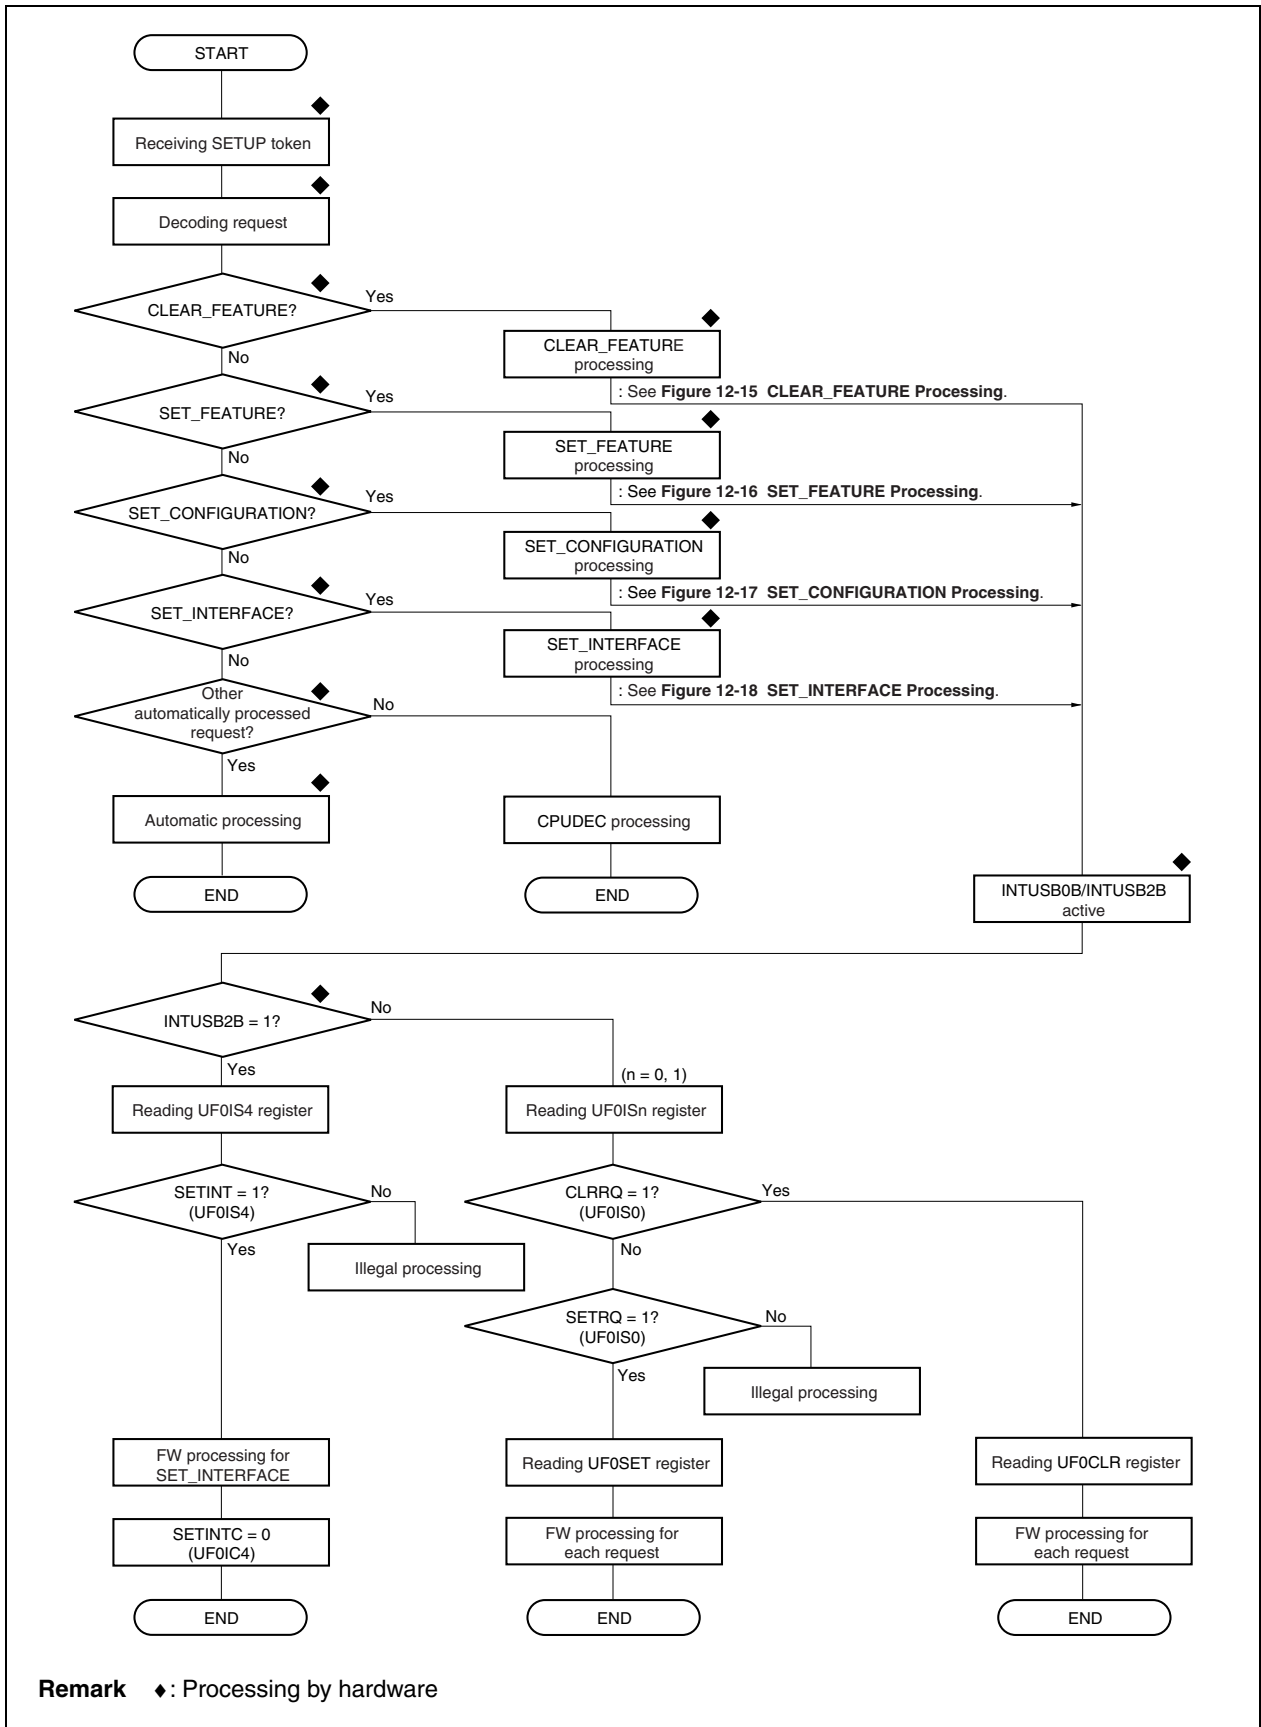 START
Receiving SETUP token
Decoding request
CLEAR_FEATURE?
Yes
No
CLEAR_FEATURE
processing
: See Figure 12-15 CLEAR_FEATURE Processing.
SET_FEATURE?
Yes
No
SET_FEATURE
processing
: See Figure 12-16 SET_FEATURE Processing.
SET_CONFIGURATION?
Yes
No
SET_CONFIGURATION
processing
: See Figure 12-17 SET_CONFIGURATION Processing.
SET_INTERFACE?
Yes
No
SET_INTERFACE
processing
: See Figure 12-18 SET_INTERFACE Processing.
Other
automatically processed
request?
No
Yes
Automatic processing
CPUDEC processing
END
END
INTUSB0B/INTUSB2B
active
INTUSB2B = 1?
No
Yes
(n = 0, 1)
Reading UF0IS4 register
Reading UF0ISn register
SETINT = 1?
(UF0IS4)
No
Yes
Illegal processing
CLRRQ = 1?
(UF0IS0)
Yes
No
SETRQ = 1?
(UF0IS0)
No
Yes
Illegal processing
FW processing for
SET_INTERFACE
Reading UF0SET register
Reading UF0CLR register
SETINTC = 0
(UF0IC4)
FW processing for
each request
FW processing for
each request
END
END
END
Remark ♦: Processing by hardware